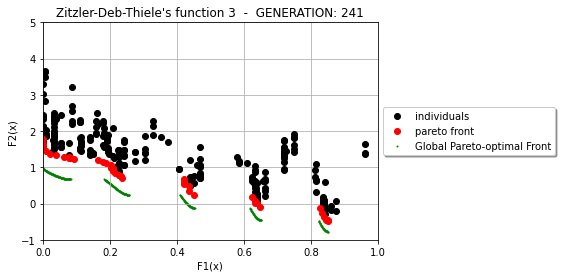 Zitzler-Deb-Thiele's function 3 - GENERATION: 241
5
4
3
2
1
0
−1
F2(x)
0.0 0.2 0.4 0.6 0.8 1.0
F1(x)
individuals
pareto front
Global Pareto-optimal Front